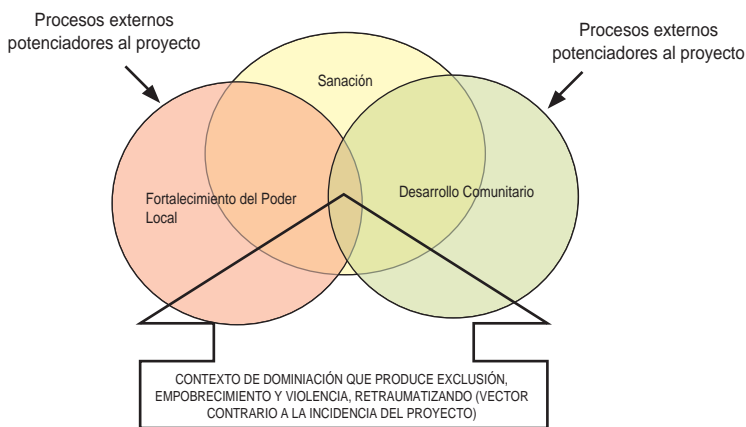 Procesos externos
potenciadores al proyecto
Procesos externos
potenciadores al proyecto
Sanación
Fortalecimiento del Poder
Local
Desarrollo Comunitario
CONTEXTO DE DOMINIACIÓN QUE PRODUCE EXCLUSIÓN,
EMPOBRECIMIENTO Y VIOLENCIA, RETRAUMATIZANDO (VECTOR
CONTRARIO A LA INCIDENCIA DEL PROYECTO)